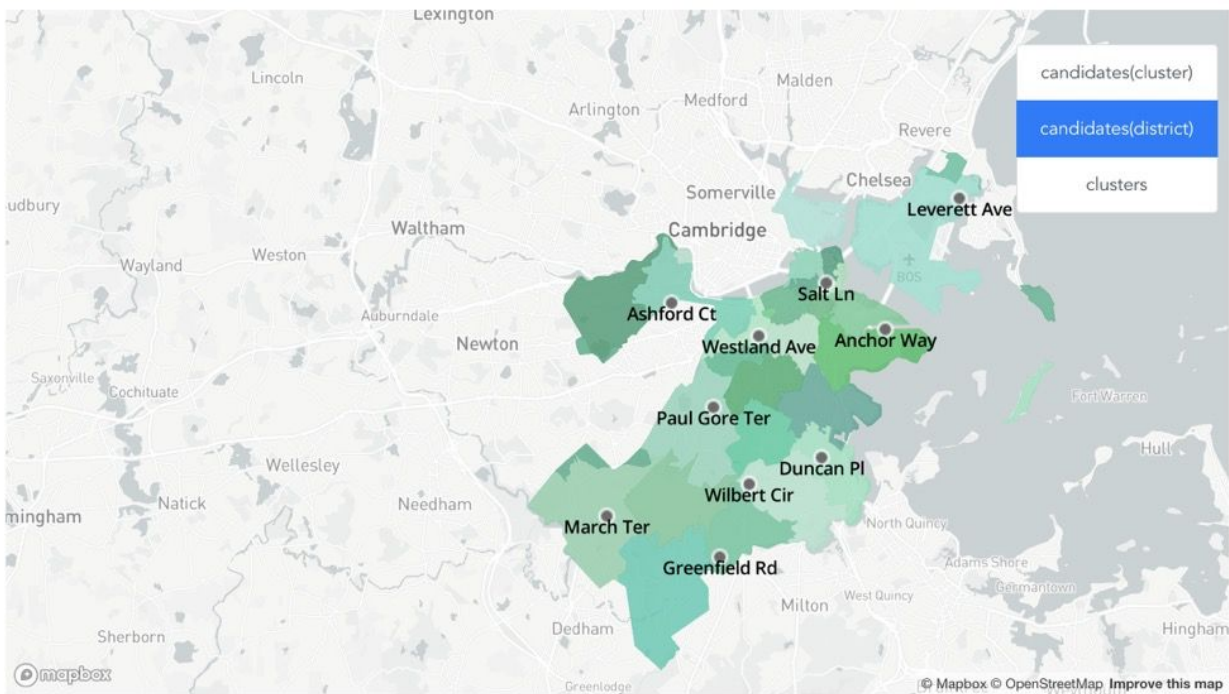 Lexington
candidates(cluster)
Lincoln
Malden
Arlington
Medford
candidates(district)
Revere
Chelsea
clusters
Somerville
udbury
Leverett Ave
Waltham
Cambridge
Weston
Wayland
BOS
Salt Ln
Ashford Ct
Auburndale
Newton
Westland Ave
Anchor Way
Saxonville
Cochituate
Fort Warren
Paul Gore Ter
Hull
Wellesley
Duncan Pl
Wilbert Cir
Natick
Needham
mingham
March Ter
North Quincy
Adams Shore
Greenfield Rd
Germantown
West Quincy
Milton
Dedham
Sherborn
Hingham
mapbox
Greenlodge
© Mapbox © OpenStreetMap Improve this map